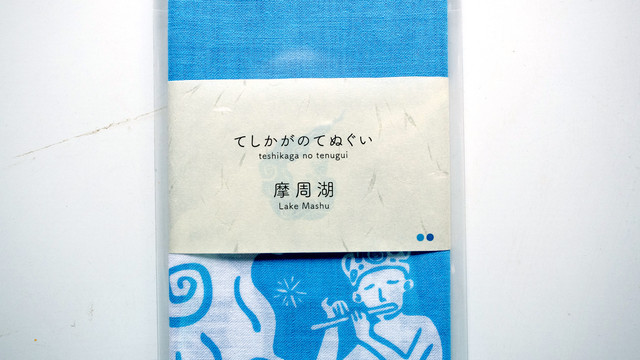 てしかがのてぬぐい
teshikaga no tenugui
摩周湖
Lake Mashu